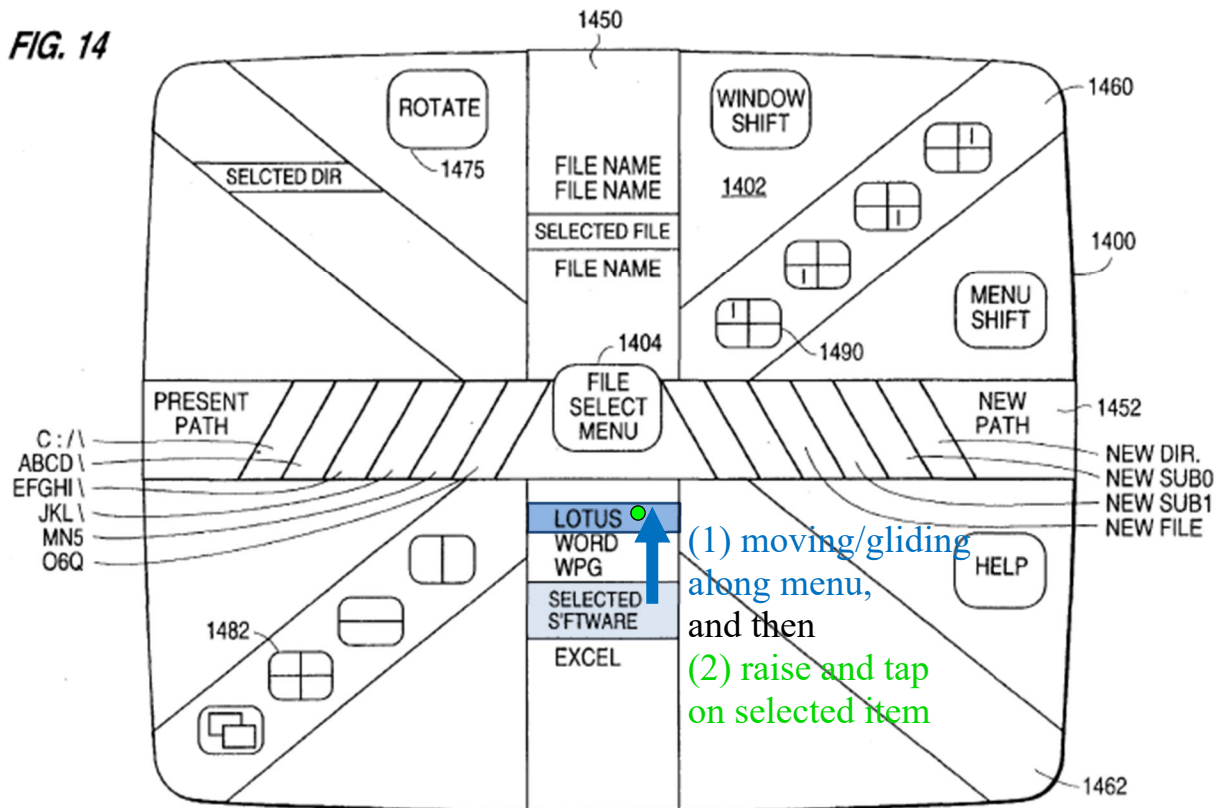 FIG. 14
1450
ROTATE
1475
WINDOW
SHIFT
1460
SELCTED DIR
FILE NAME
FILE NAME
1402
SELECTED FILE
FILE NAME
1400
MENU
SHIFT
1490
1404
FILE
SELECT
MENU
PRESENT
PATH
NEW
PATH
1452
C:/\
ABCD\
EFGHI\
JKL\
MN5
O6Q
NEW DIR.
NEW SUB0
NEW SUB1
NEW FILE
LOTUS
WORD
WPG
SELECTED
S'FTWARE
EXCEL
(1) moving/gliding
along menu,
and then
(2) raise and tap
on selected item
HELP
1482
1462